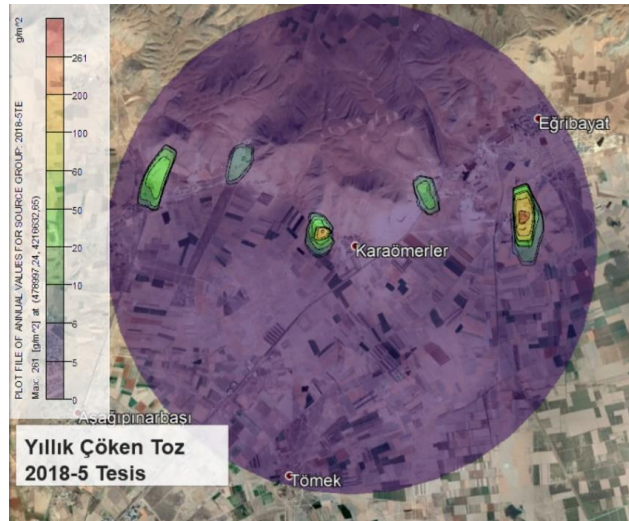 g/m^2
261
200
100
60
50
20
10
6
5
0
PLOT FILE OF ANNUAL VALUES FOR SOURCE GROUP: 2018-5TE
Max: 261 [g/m^2] at (478997,24, 4216632,65)
Eğribayat
Karaömerler
Aşağıpınarbaşı
Yıllık Çöken Toz
2018-5 Tesis
Tömek